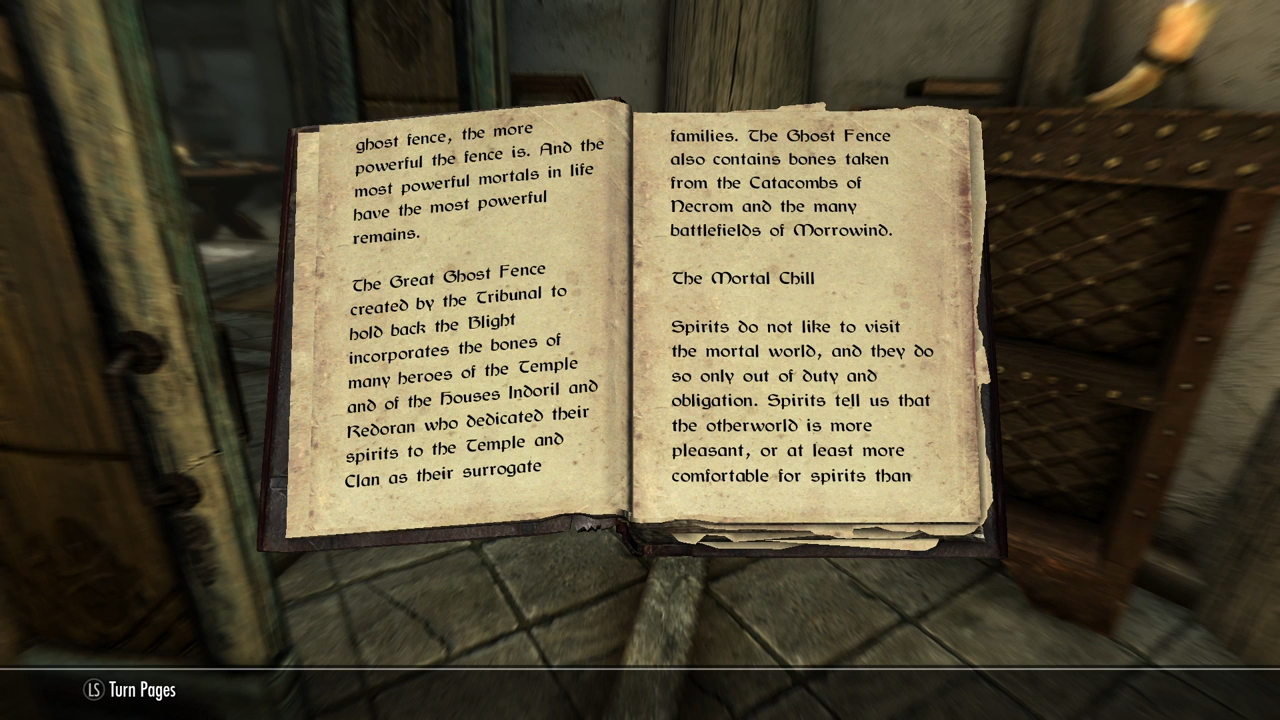 ghost fence, the more
powerful the fence is. And the
most powerful mortals in life
have the most powerful
remains.
The Great Ghost Fence
created by the Tribunal to
hold back the Blight
incorporates the bones of
many heroes of the Temple
and of the Houses Indoril and
Redoran who dedicated their
spirits to the Temple and
Clan as their surrogate
families. The Ghost Fence
also contains bones taken
from the Catacombs of
Necrom and the many
battlefields of Morrowind.
The Mortal Chill
Spirits do not like to visit
the mortal world, and they do
so only out of duty and
obligation. Spirits tell us that
the otherworld is more
pleasant, or at least more
comfortable for spirits than
LS Turn Pages